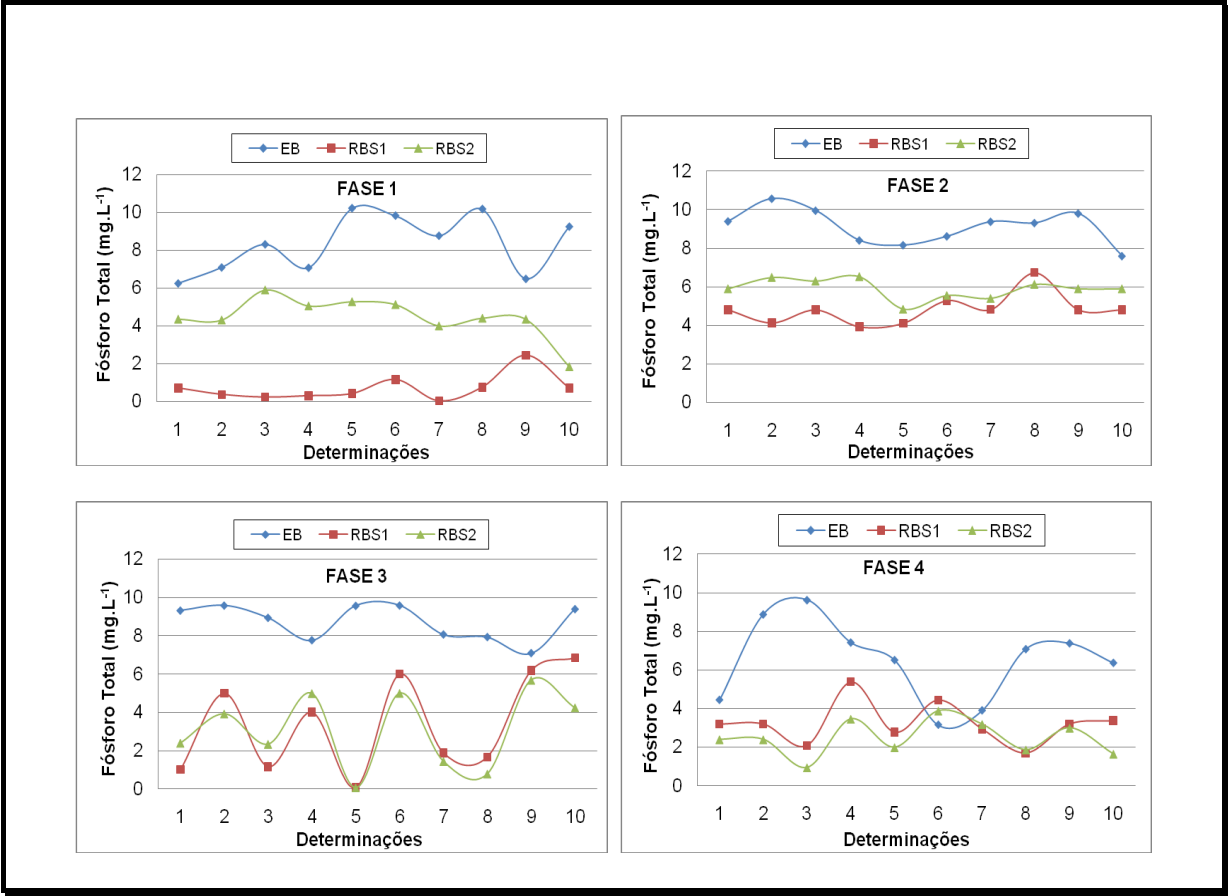 EB RBS1 RBS2
FASE 1
Fósforo Total (mg.L-1)
12
10
8
6
4
2
0
1 2 3 4 5 6 7 8 9 10
Determinações
EB RBS1 RBS2
FASE 2
Fósforo Total (mg.L-1)
12
10
8
6
4
2
0
1 2 3 4 5 6 7 8 9 10
Determinações
EB RBS1 RBS2
FASE 3
Fósforo Total (mg.L-1)
12
10
8
6
4
2
0
1 2 3 4 5 6 7 8 9 10
Determinações
EB RBS1 RBS2
FASE 4
Fósforo Total (mg.L-1)
12
10
8
6
4
2
0
1 2 3 4 5 6 7 8 9 10
Determinações